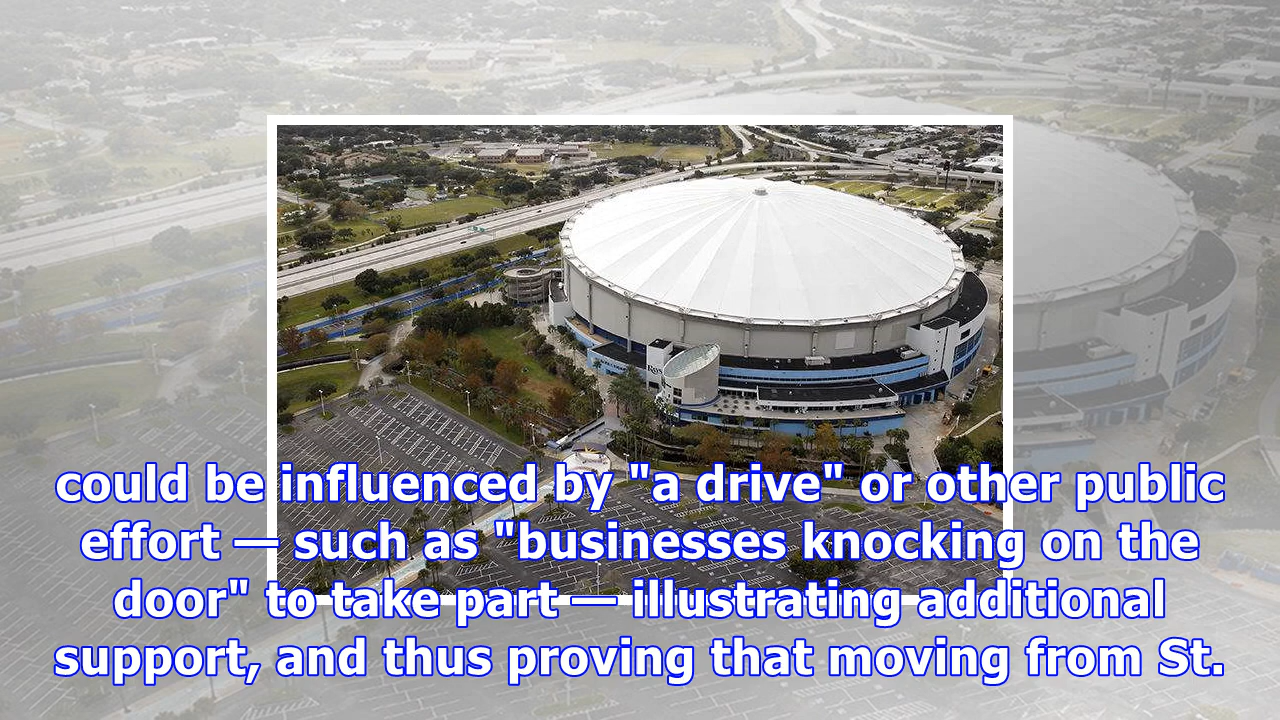 Rays
could be influenced by "a drive" or other public
effort — such as "businesses knocking on the
door" to take part — illustrating additional
support, and thus proving that moving from St.